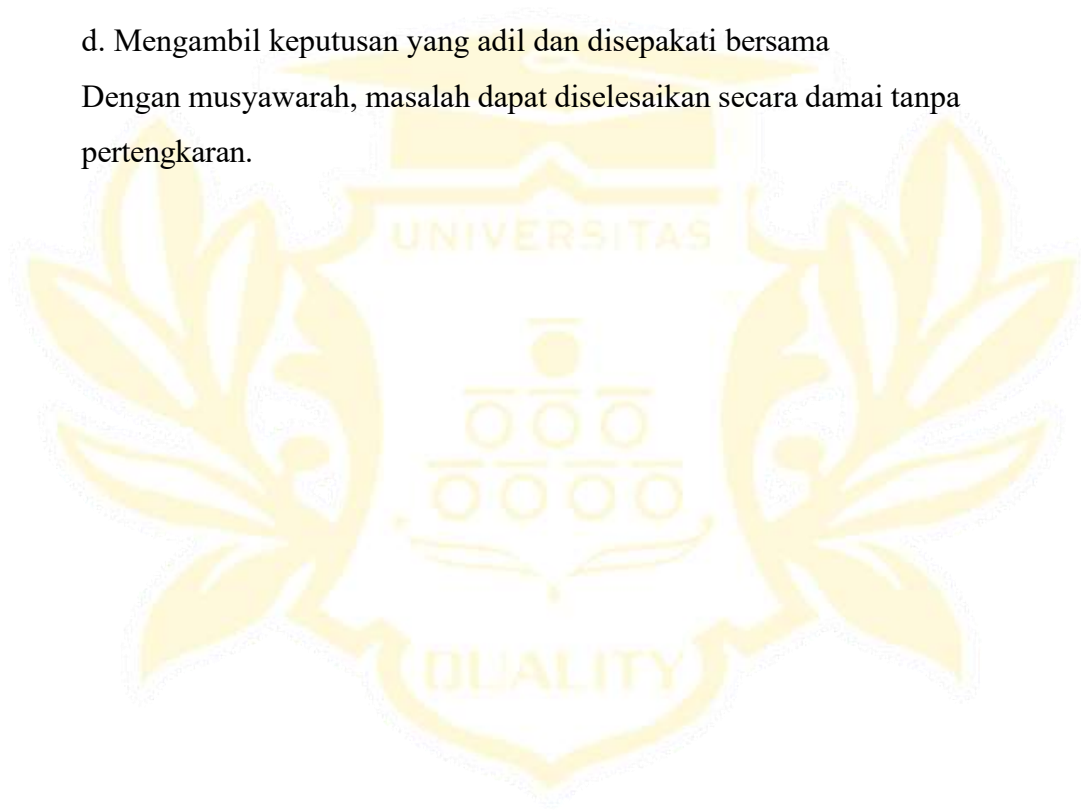 d. Mengambil keputusan yang adil dan disepakati bersama
Dengan musyawarah, masalah dapat diselesaikan secara damai tanpa
pertengkaran.
UNIVERSITAS
QUALITY